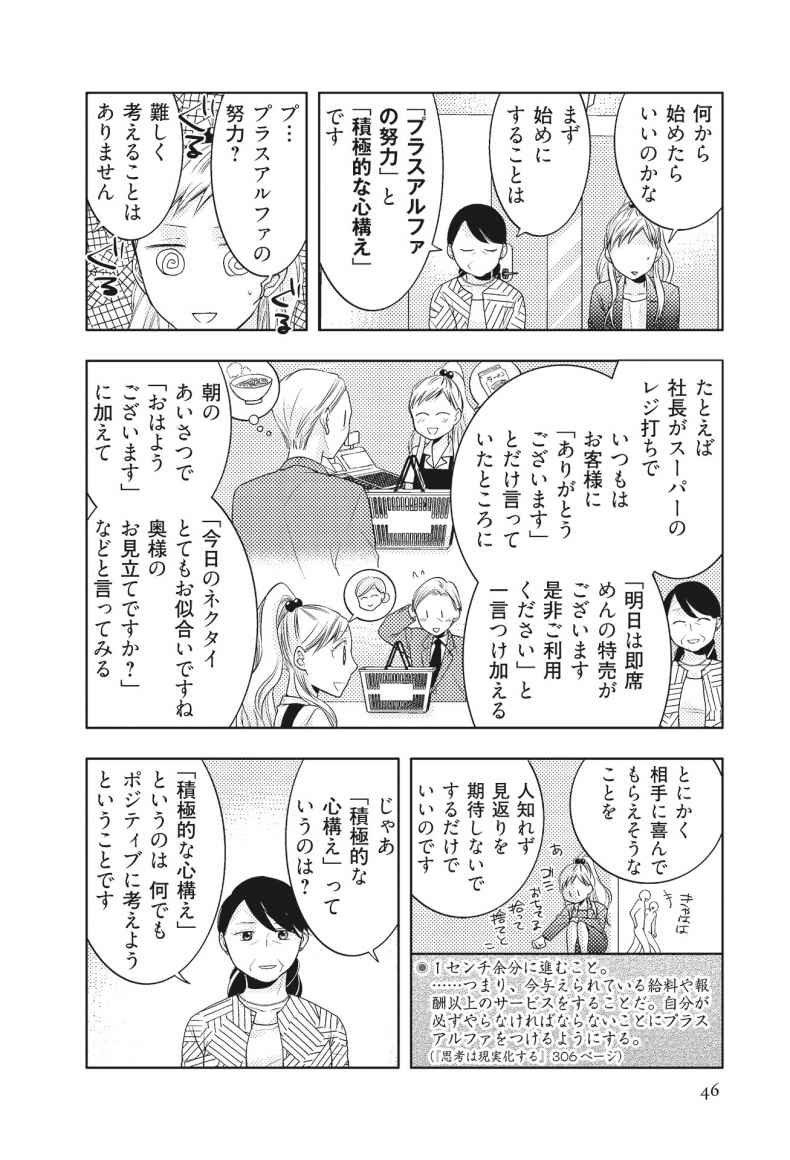 何から
始めたら
いいのかな
まず
始めに
することは
「プラスアルファ
の努力」と
「積極的な心構え」
です
プ…
プラスアルファの
努力?
難しく
考えることは
ありません
ぐる
ぐる
ぐる
たとえば
社長がスーパーの
レジ打ちで
いつもは
お客様に
「ありがとう
ございます」
とだけ言って
いたところに
「明日は即席
めんの特売が
ございます
是非ご利用
ください」と
一言つけ加える
朝の
あいさつで
「おはよう
ございます」
に加えて
「今日のネクタイ
とてもお似合いですね
奥様の
お見立てですか?」
などと言ってみる
とにかく
相手に喜んで
もらえそうな
ことを
人知れず
見返りを
期待しないで
するだけで
いいのです
きゃはは
あ
ゴミ
おちてる
拾って
捨てと
こ
●1センチ余分に進むこと。
……つまり、今与えられている給料や報
酬以上のサービスをすることだ。自分が
必ずやらなければならないことにプラス
アルファをつけるようにする。
(『思考は現実化する』306ページ)
じゃあ
「積極的な
心構え」って
いうのは?
「積極的な心構え」
というのは 何でも
ポジティブに考えよう
ということです
46